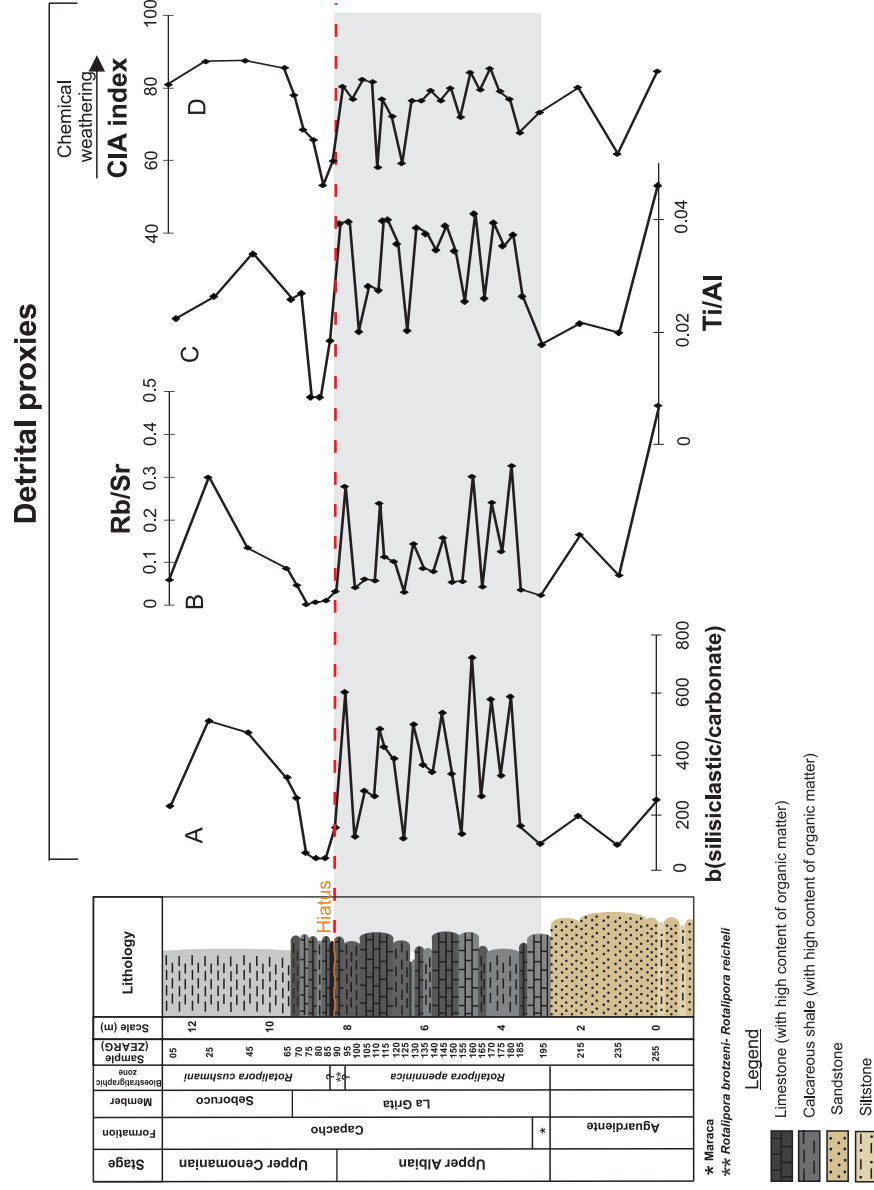 Detrital proxies
Chemical
weathering
CIA index
40 60 80 100
D
C
Ti/Al
0 0.02 0.04
Rb/Sr
0 0.1 0.2 0.3 0.4 0.5
B
A
b(silisiclastic/carbonate)
0 200 400 600 800
Hiatus
Lithology
Scale (m)
12 10 8 6 4 2 0
Sample
(ZEARG)
05 25 45 65 70 75 80 85 90 95 100 105 110 115 120 125 130 135 140 145 150 155 160 165 170 175 180 185 195 215 235 255
Bioestratigraphic
zone
Rotalipora cushmani
?
**
?
Rotalipora apenninica
Member
Seboruco
La Grita
Formation
Capacho
*
Aguardiente
Stage
Upper Cenomanian
Upper Albian
* Maraca
** Rotalipora brotzeni- Rotalipora reicheli
Legend
Limestone (with high content of organic matter)
Calcareous shale (with high content of organic matter)
Sandstone
Siltstone